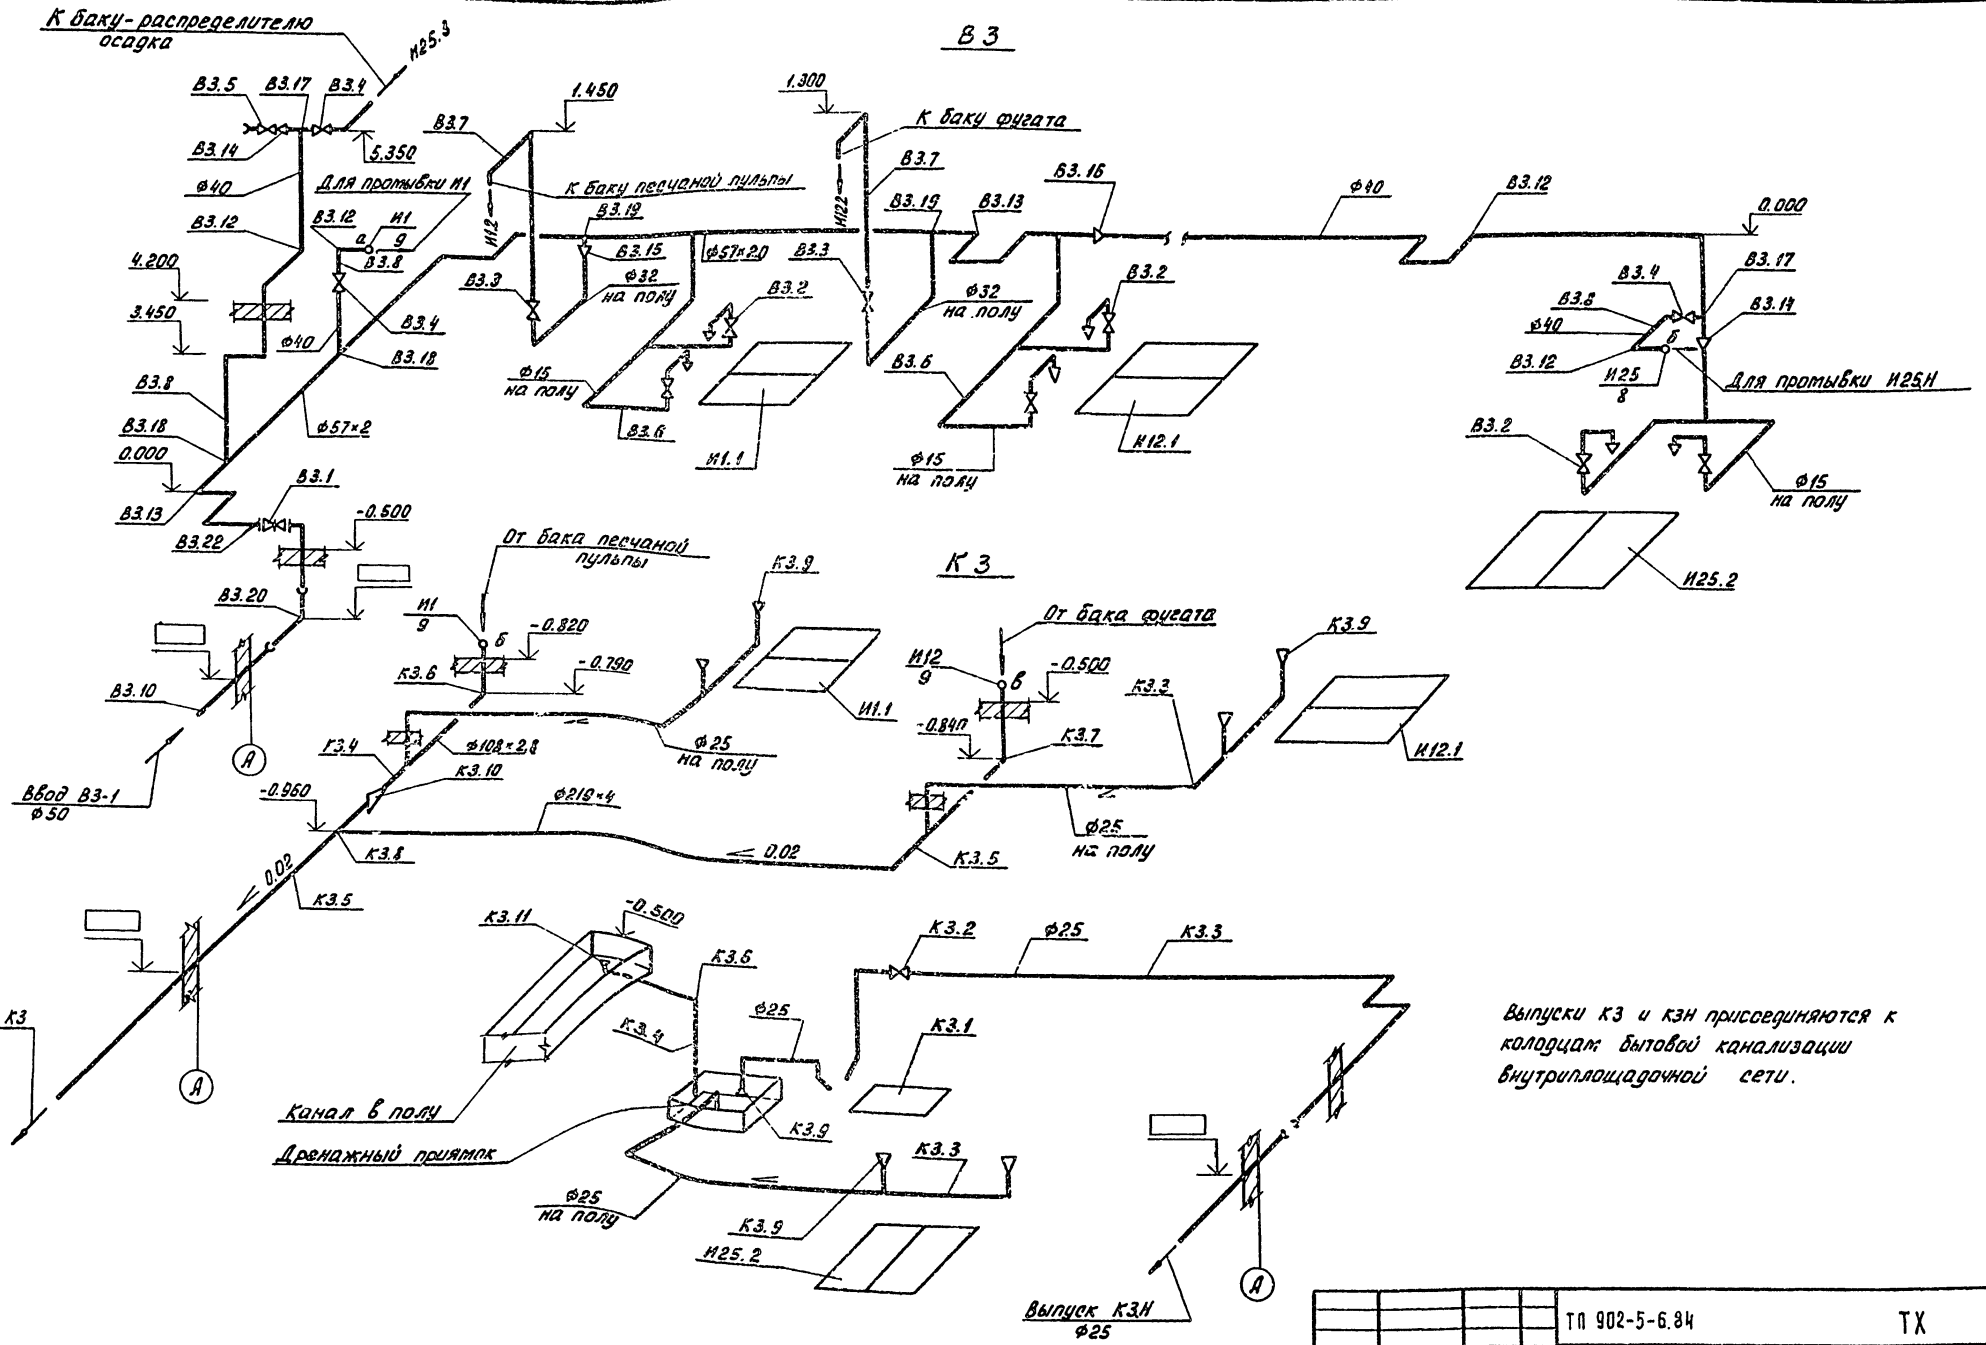 К баку-распределителю
осадка
И25.3
В3
В3.5
В3.17
В3.4
В3.14
5.350
ф40
Для промывки И1
В3.12
В3.12
И1
9
а
В3.8
4.200
3.450
ф40
В3.4
В3.18
В3.8
В3.18
ф57×2
0.000
В3.13
В3.22
В3.1
-0.500
В3.20
В3.10
А
Ввод В3-1
ф50
В3.7
1.450
К баку песчаной пульпы
И1.2
В3.19
В3.15
ф32
на полу
В3.3
ф57×2.0
В3.2
ф15
на полу
В3.6
И1.1
1.300
К баку фугата
В3.7
И12.2
В3.19
В3.13
В3.16
В3.3
ф32
на полу
В3.2
В3.6
ф15
на полу
И12.1
ф40
В3.12
0.000
В3.4
В3.17
В3.8
В3.14
ф40
б
В3.12
И25
8
Для промывки И25Н
В3.2
ф15
на полу
И25.2
К3
От бака песчаной
пульпы
И1
9
б
-0.820
К3.6
-0.790
К3.9
И1.1
ф25
на полу
К3.4
ф108×2.8
К3.10
-0.960
ф219×4
К3.8
0.02
0.02
К3.5
К3.5
А
К3
От бака фугата
И12
9
в
-0.500
-0.840
К3.7
К3.3
К3.9
И12.1
ф25
на полу
К3.11
-0.500
К3.6
К3.4
Канал в полу
Дренажный приямок
ф25
К3.9
К3.2
ф25
К3.3
К3.1
К3.3
К3.9
ф25
на полу
И25.2
Выпуски К3 и К3Н присоединяются к
колодцам бытовой канализации
внутриплощадочной сети.
А
Выпуск К3.Н
ф25
ТП 902-5-6.84
ТХ